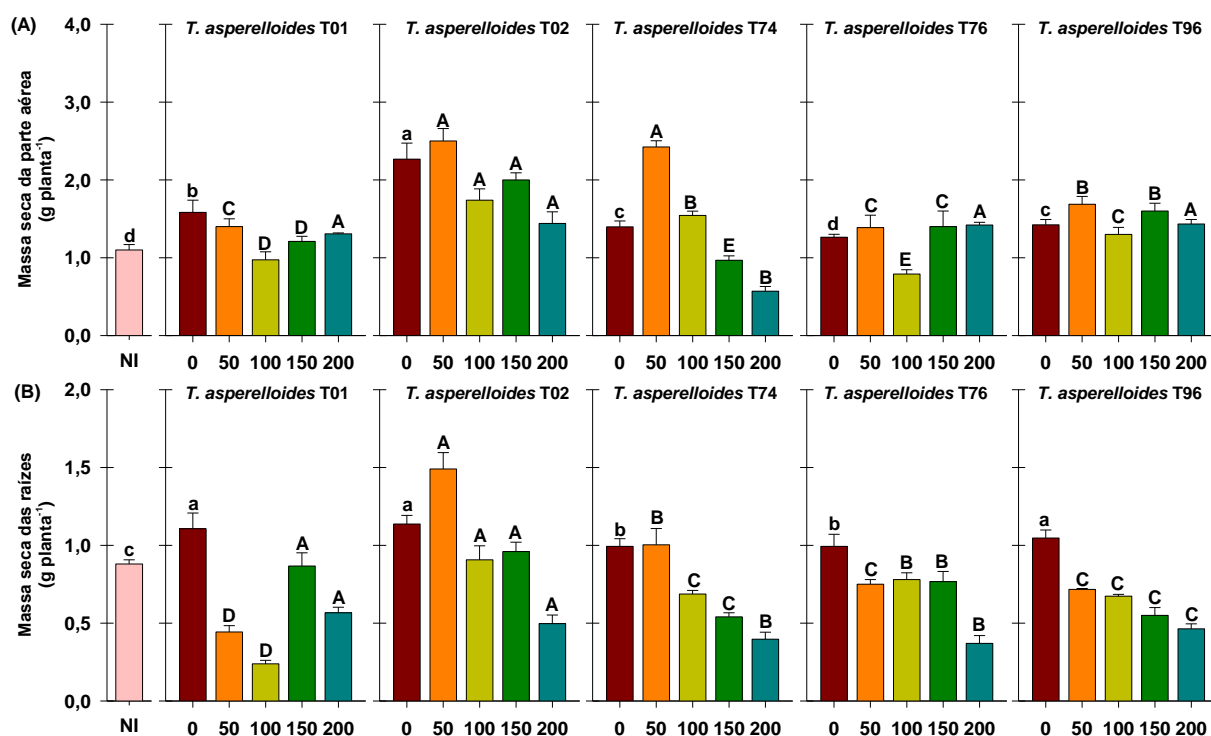 (A)
Massa seca da parte aérea
(g planta⁻¹)
4,0
3,0
2,0
1,0
0,0
T. asperelloides T01
T. asperelloides T02
T. asperelloides T74
T. asperelloides T76
T. asperelloides T96
d
b C D D A
a A A A A
c A B E B
d C E C A
c B C B A
NI
0 50 100 150 200
0 50 100 150 200
0 50 100 150 200
0 50 100 150 200
0 50 100 150 200
(B)
Massa seca das raízes
(g planta⁻¹)
2,0
1,5
1,0
0,5
0,0
T. asperelloides T01
T. asperelloides T02
T. asperelloides T74
T. asperelloides T76
T. asperelloides T96
c
a D D A A
a A A A A
b B C C B
b C B B B
a C C C C
NI
0 50 100 150 200
0 50 100 150 200
0 50 100 150 200
0 50 100 150 200
0 50 100 150 200